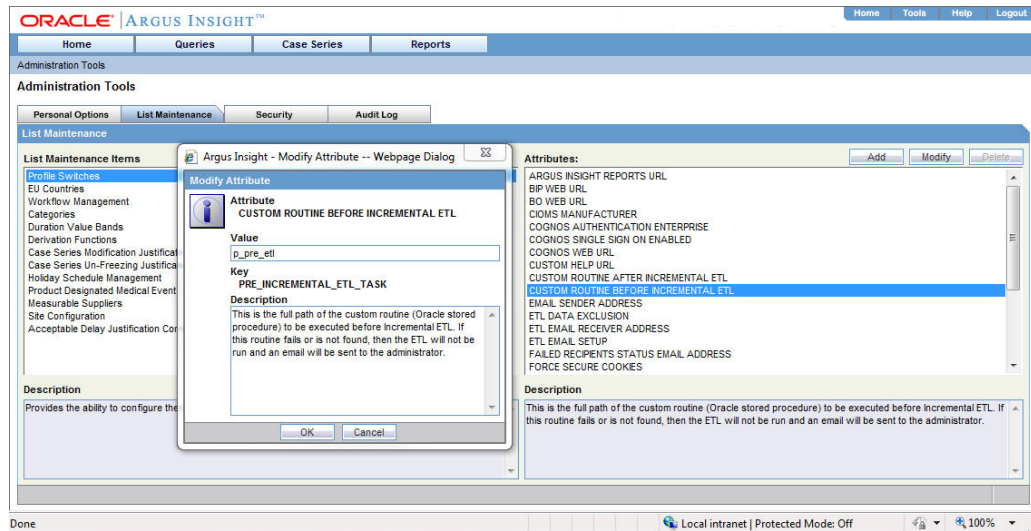 ORACLE® ARGUS INSIGHT™
Home Tools Help Logout
Home Queries Case Series Reports
Administration Tools
Administration Tools
Personal Options List Maintenance Security Audit Log
List Maintenance
List Maintenance Items
Profile Switches
EU Countries
Workflow Management
Categories
Duration Value Bands
Derivation Functions
Case Series Modification Justificat
Case Series Un-Freezing Justifica
Holiday Schedule Management
Product Designated Medical Event
Measurable Suppliers
Site Configuration
Acceptable Delay Justification Con
Description
Provides the ability to configure the
Argus Insight - Modify Attribute -- Webpage Dialog
Modify Attribute
Attribute
CUSTOM ROUTINE BEFORE INCREMENTAL ETL
Value
p_pre_etl
Key
PRE_INCREMENTAL_ETL_TASK
Description
This is the full path of the custom routine (Oracle stored
procedure) to be executed before Incremental ETL. If
this routine fails or is not found, then the ETL will not be
run and an email will be sent to the administrator.
OK Cancel
Attributes:
Add Modify Delete
ARGUS INSIGHT REPORTS URL
BIP WEB URL
BO WEB URL
CIOMS MANUFACTURER
COGNOS AUTHENTICATION ENTERPRISE
COGNOS SINGLE SIGN ON ENABLED
COGNOS WEB URL
CUSTOM HELP URL
CUSTOM ROUTINE AFTER INCREMENTAL ETL
CUSTOM ROUTINE BEFORE INCREMENTAL ETL
EMAIL SENDER ADDRESS
ETL DATA EXCLUSION
ETL EMAIL RECEIVER ADDRESS
ETL EMAIL SETUP
FAILED RECIPIENTS STATUS EMAIL ADDRESS
FORCE SECURE COOKIES
Description
This is the full path of the custom routine (Oracle stored procedure) to be executed before Incremental ETL. If
this routine fails or is not found, then the ETL will not be run and an email will be sent to the administrator.
Done
Local intranet | Protected Mode: Off
100%